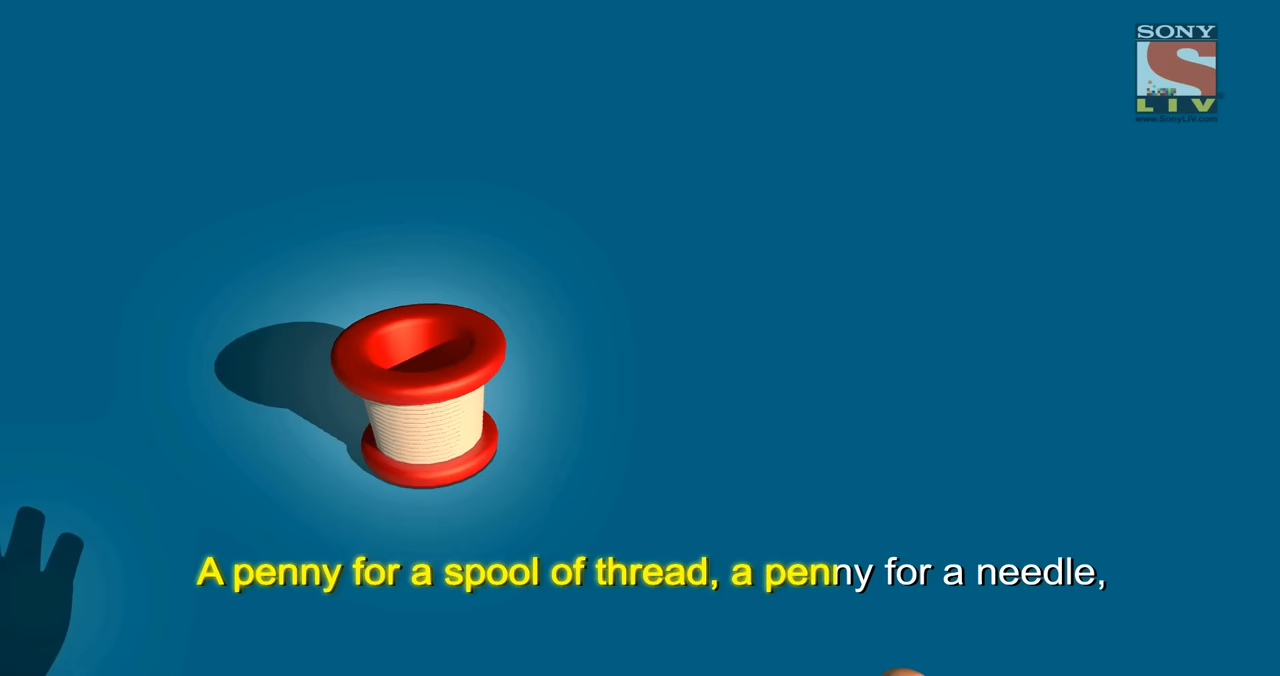 SONY
LIV
www.SonyLIV.com
A penny for a spool of thread, a penny for a needle,